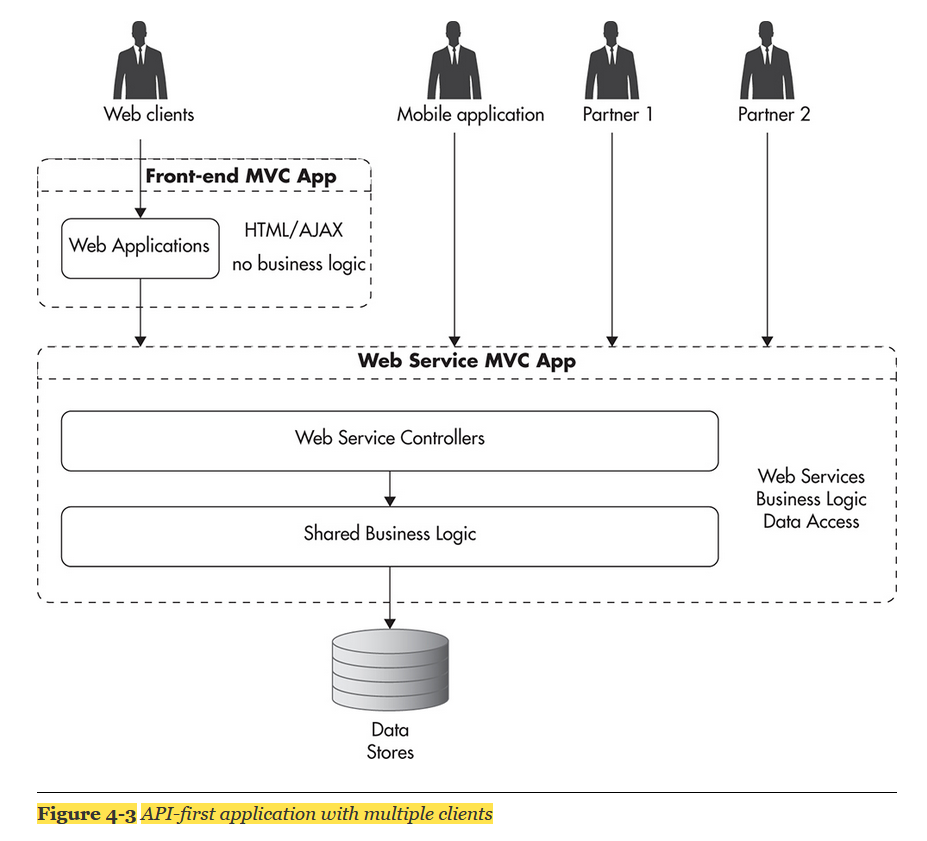 Web clients
Mobile application
Partner 1
Partner 2
Front-end MVC App
Web Applications
HTML/AJAX
no business logic
Web Service MVC App
Web Service Controllers
Shared Business Logic
Web Services
Business Logic
Data Access
Data
Stores
Figure 4-3 API-first application with multiple clients